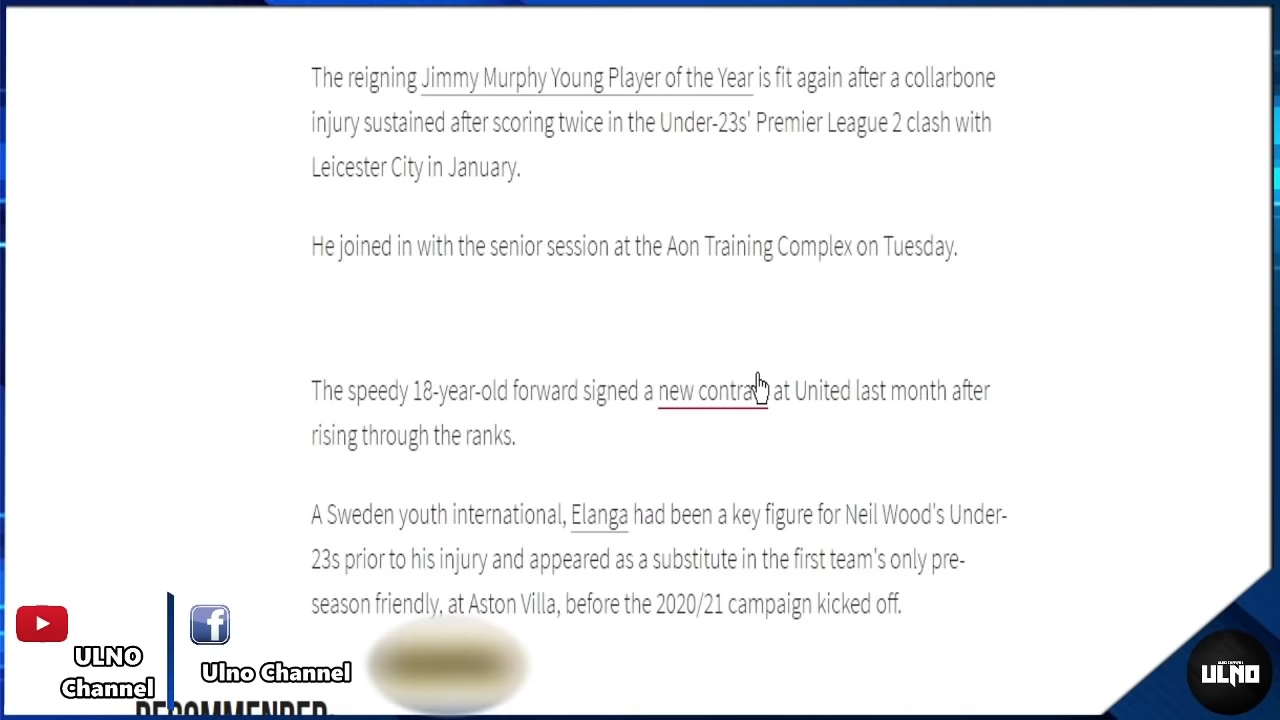 The reigning Jimmy Murphy Young Player of the Year is fit again after a collarbone
injury sustained after scoring twice in the Under-23s' Premier League 2 clash with
Leicester City in January.
He joined in with the senior session at the Aon Training Complex on Tuesday.
The speedy 18-year-old forward signed a new contra at United last month after
rising through the ranks.
A Sweden youth international, Elanga had been a key figure for Neil Wood's Under-
23s prior to his injury and appeared as a substitute in the first team's only pre-
season friendly, at Aston Villa, before the 2020/21 campaign kicked off.
ULNO
Channel
Ulno Channel
ULNO